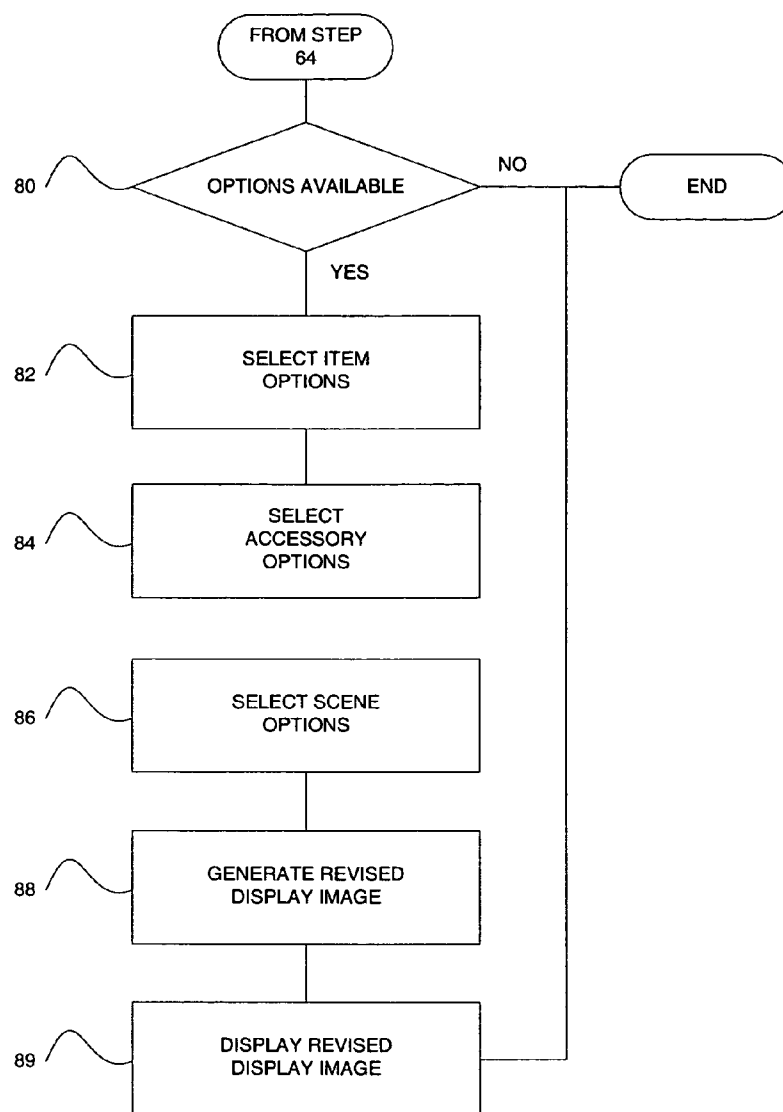 FROM STEP
64
80
OPTIONS AVAILABLE
NO
END
YES
82
SELECT ITEM
OPTIONS
84
SELECT
ACCESSORY
OPTIONS
86
SELECT SCENE
OPTIONS
88
GENERATE REVISED
DISPLAY IMAGE
89
DISPLAY REVISED
DISPLAY IMAGE